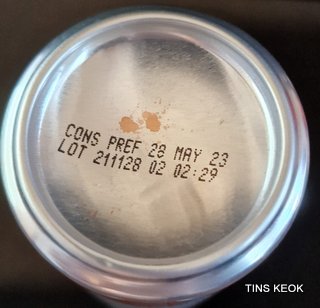 CONS PREF 28 MAY 23
LOT 211128 02 02:29
TINS KEOK